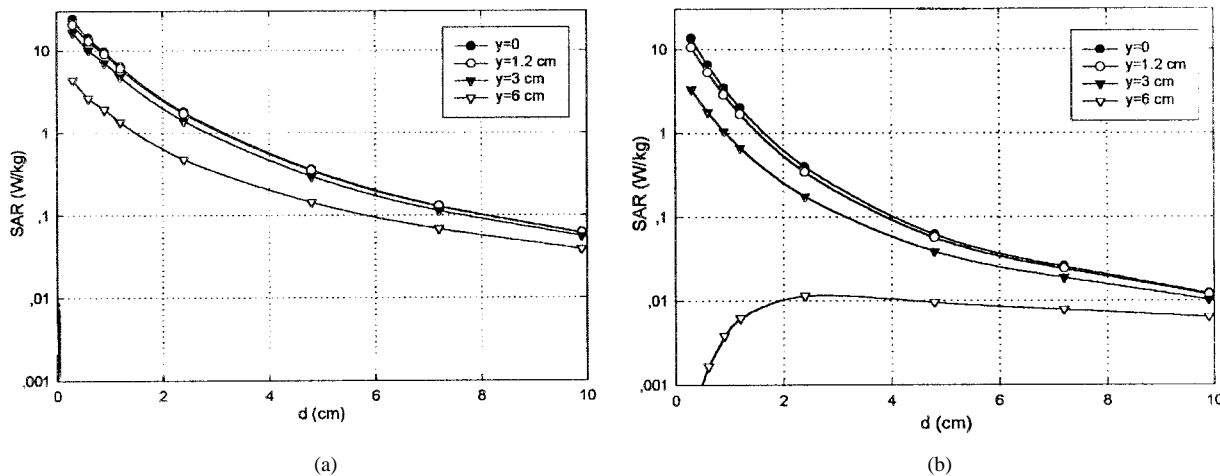 SAR (W/kg)
10
1
,1
,01
,001
y=0
y=1.2 cm
y=3 cm
y=6 cm
0 2 4 6 8 10
d (cm)
(a)
SAR (W/kg)
10
1
,1
,01
,001
y=0
y=1.2 cm
y=3 cm
y=6 cm
0 2 4 6 8 10
d (cm)
(b)